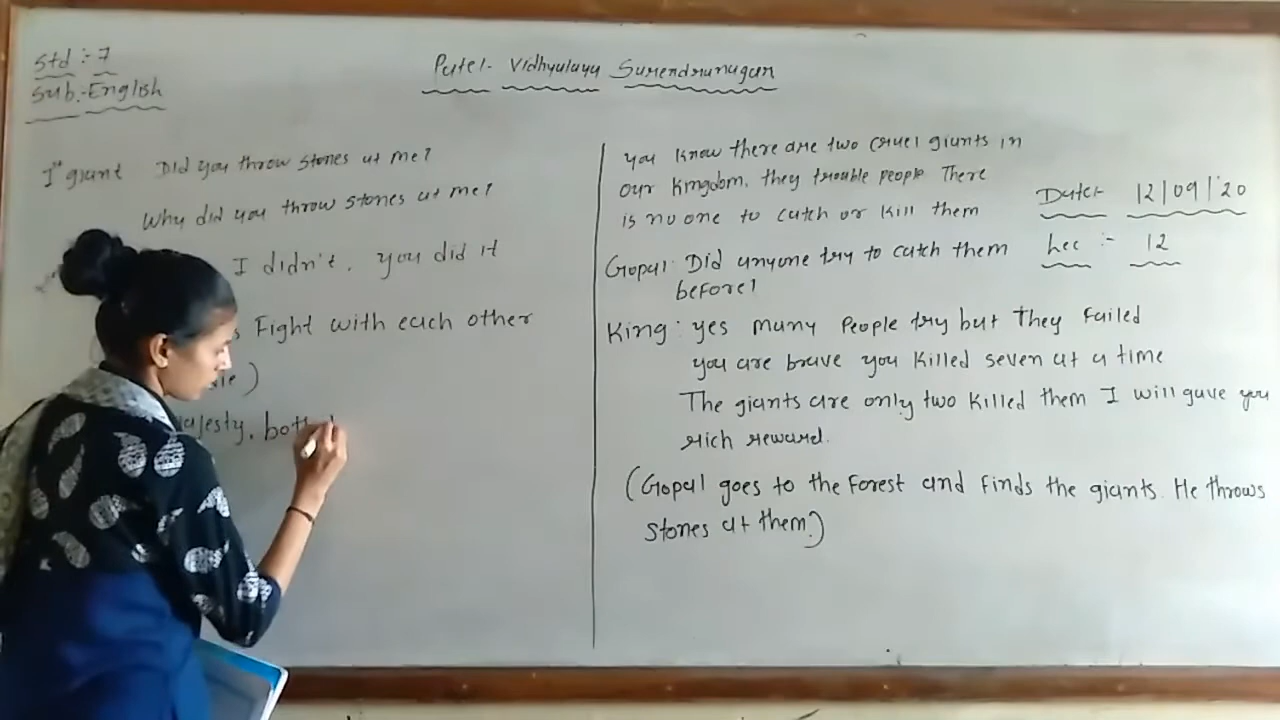 Std :- 7
Sub:- English
Patel Vidhyalaya Surendranagar
Ist giant Did you throw stones at me?
Why did you throw stones at me?
I didn't, you did it
Fight with each other
)
ajesty, both
you know there are two cruel giants in
our kingdom. they trouble people There
is no one to catch or kill them
Gopal: Did anyone try to catch them
before?
King: yes many People try but They failed
you are brave you killed seven at a time
The giants are only two killed them I will gave you
rich reward.
(Gopal goes to the forest and finds the giants. He throws
stones at them.)
Date:- 12/09/'20
Lec :- 12